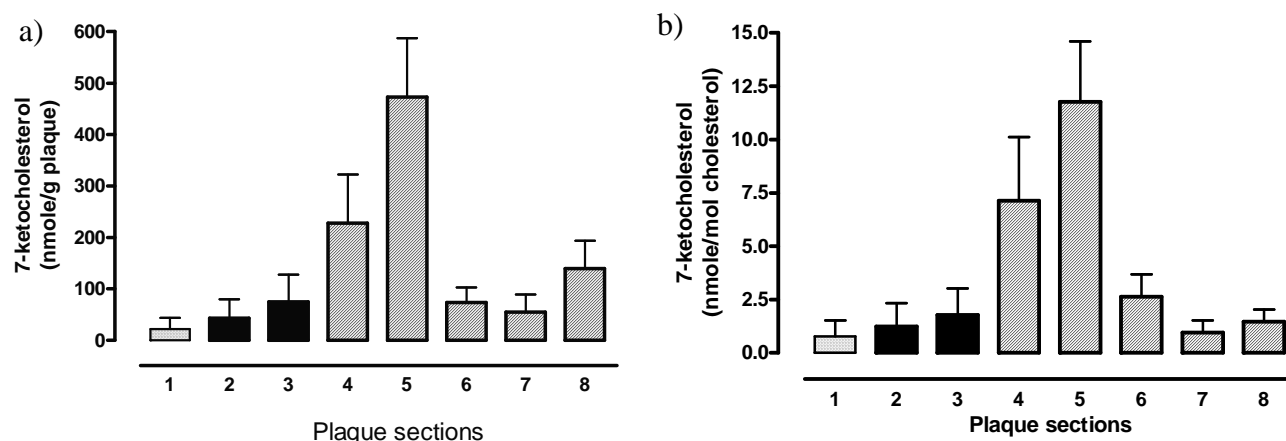 a)
7-ketocholesterol
(nmole/g plaque)
600
500
400
300
200
100
0
1 2 3 4 5 6 7 8
Plaque sections
b)
7-ketocholesterol
(nmole/mol cholesterol)
15.0
12.5
10.0
7.5
5.0
2.5
0.0
1 2 3 4 5 6 7 8
Plaque sections